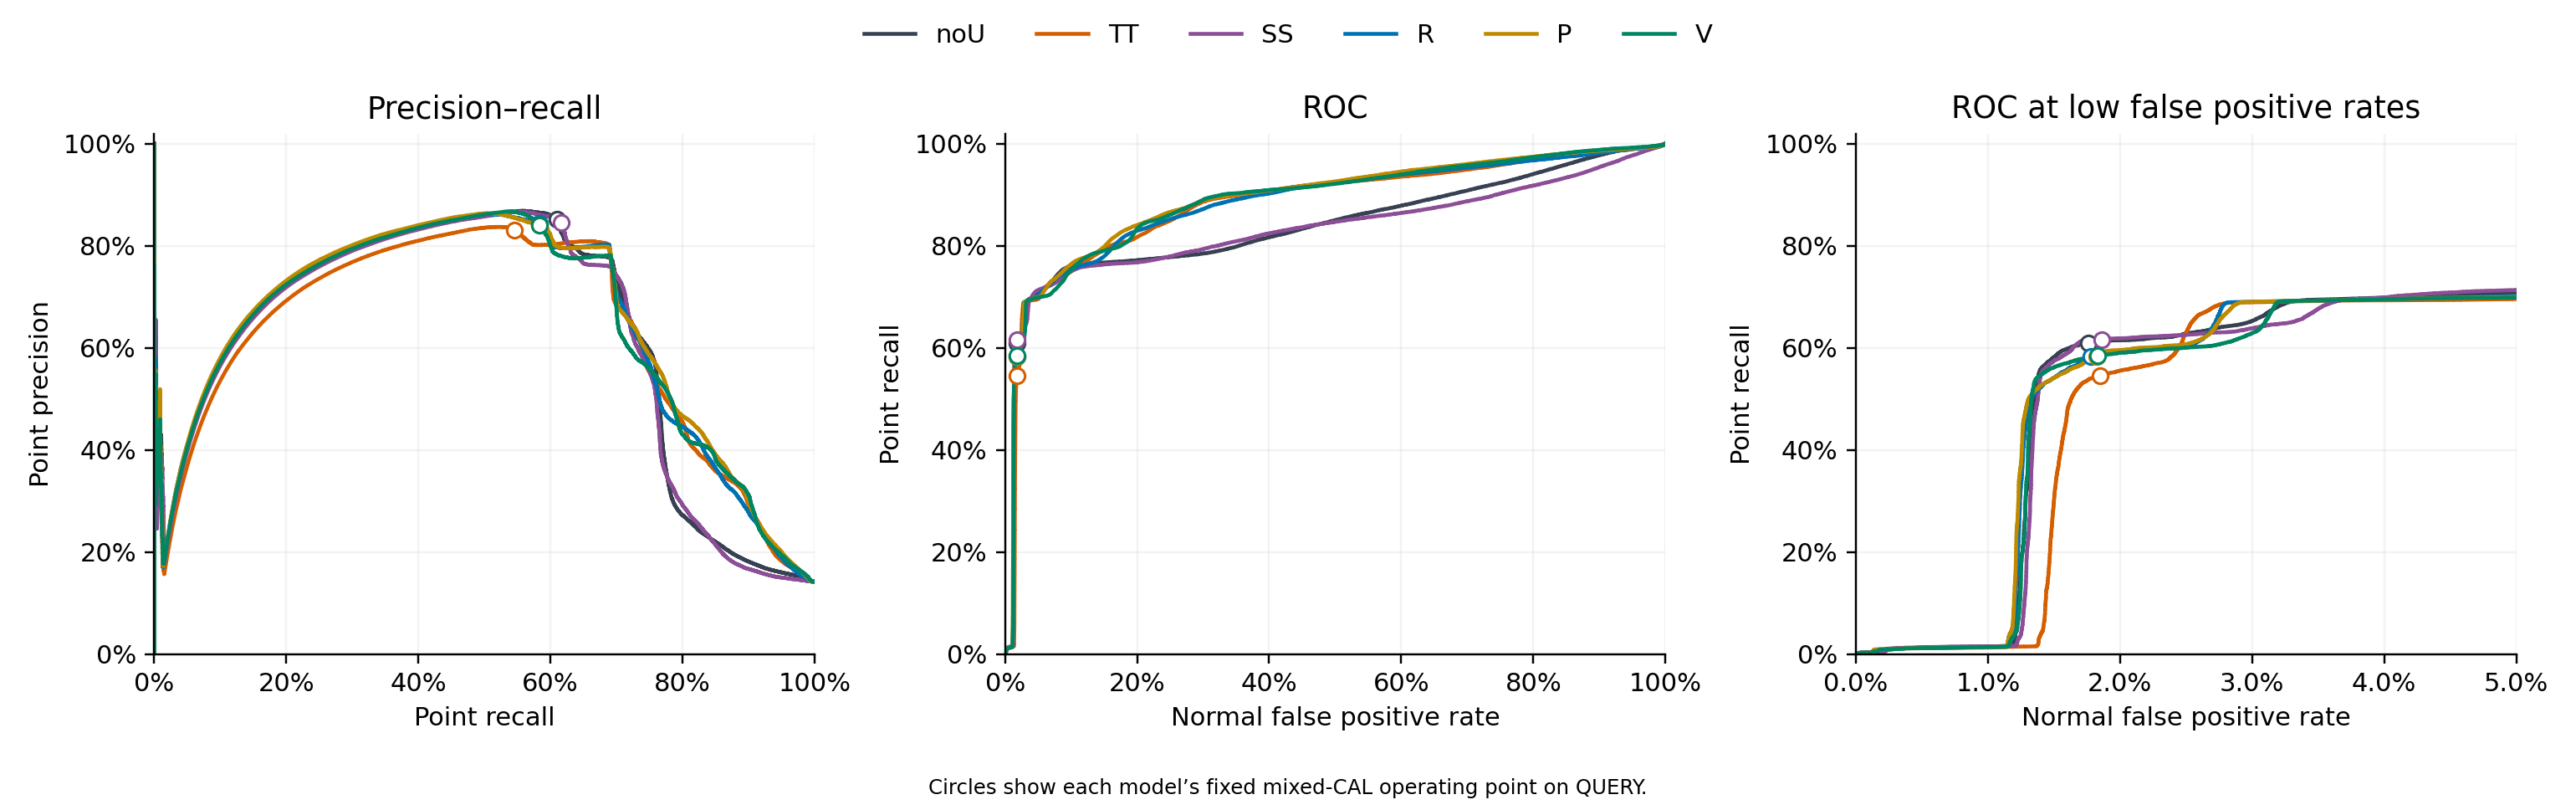 noU TT SS R P V
Precision–recall
100%
80%
60%
40%
20%
0%
Point precision
0% 20% 40% 60% 80% 100%
Point recall
ROC
100%
80%
60%
40%
20%
0%
Point recall
0% 20% 40% 60% 80% 100%
Normal false positive rate
ROC at low false positive rates
100%
80%
60%
40%
20%
0%
Point recall
0.0% 1.0% 2.0% 3.0% 4.0% 5.0%
Normal false positive rate
Circles show each model’s fixed mixed-CAL operating point on QUERY.